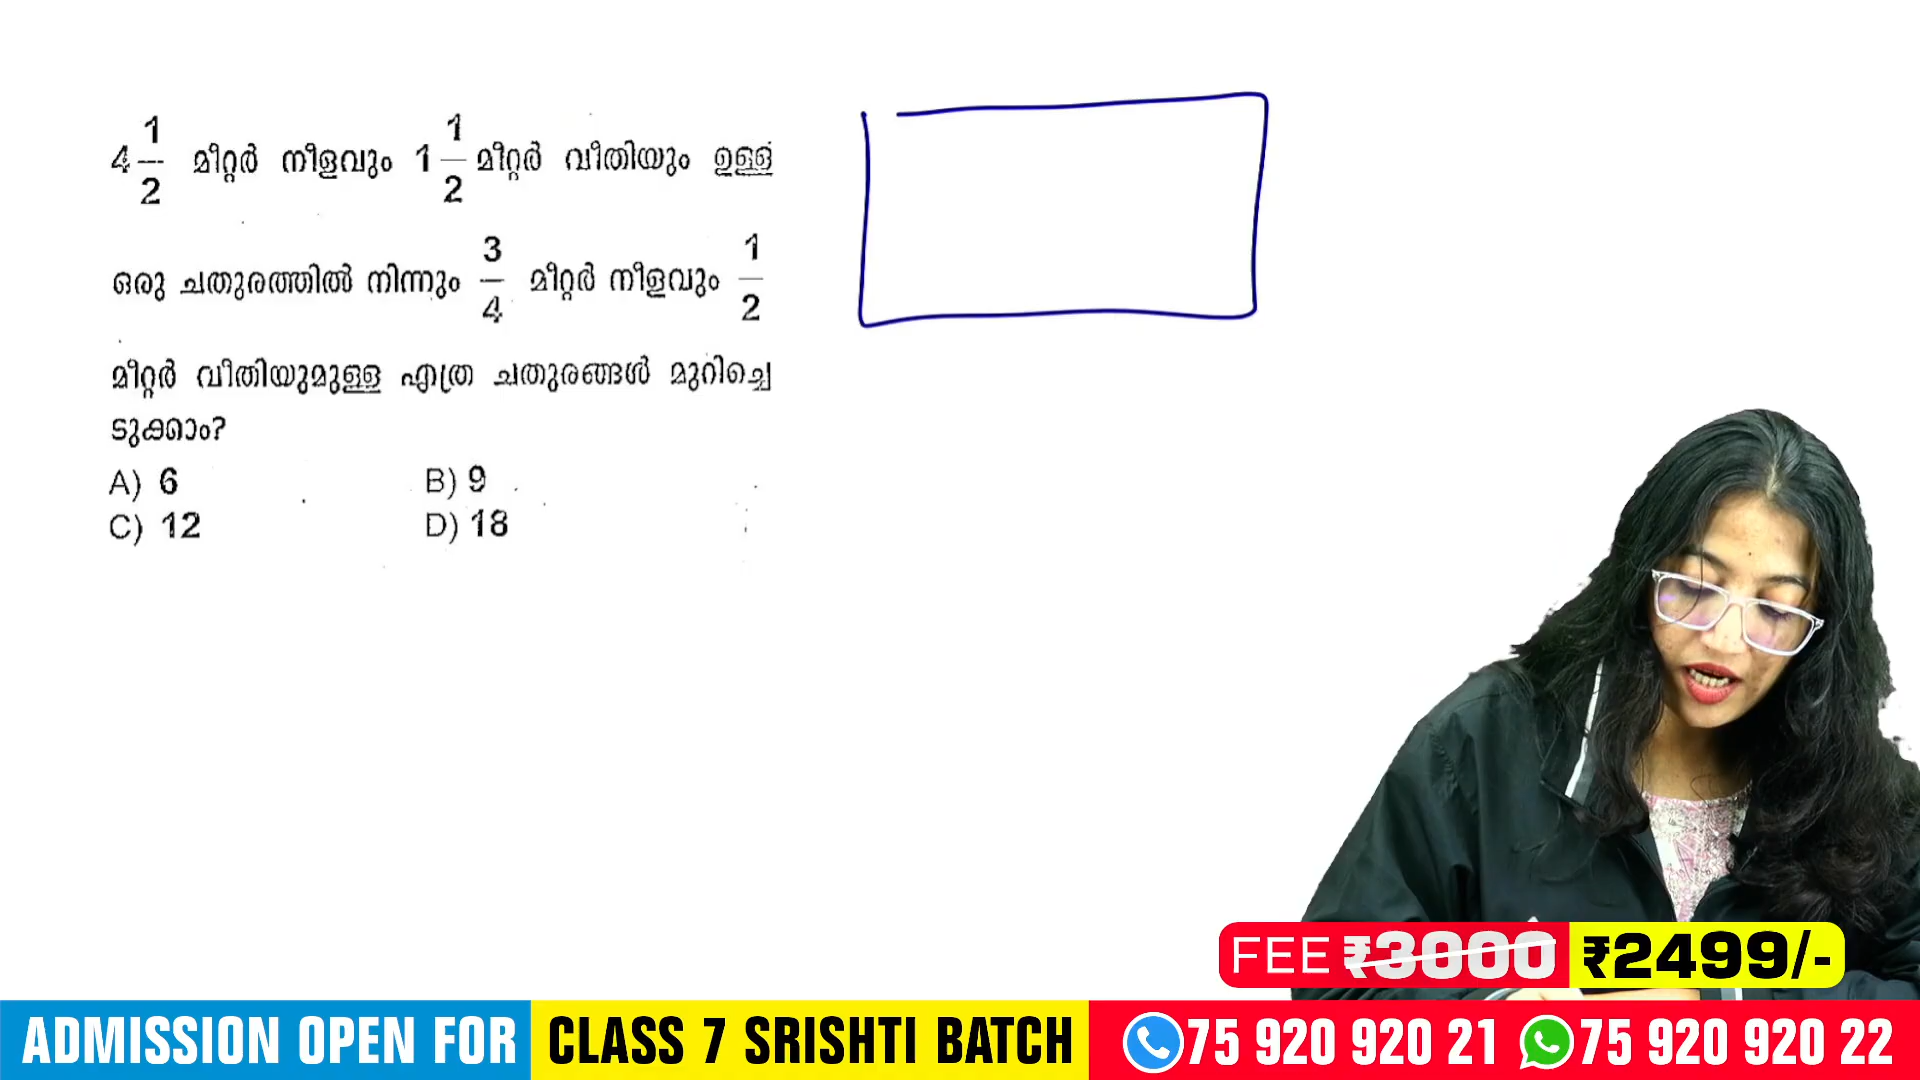 4 1/2 മീറ്റർ നീളവും 1 1/2 മീറ്റർ വീതിയും ഉള്ള
ഒരു ചതുരത്തിൽ നിന്നും 3/4 മീറ്റർ നീളവും 1/2
മീറ്റർ വീതിയുമുള്ള എത്ര ചതുരങ്ങൾ മുറിച്ചെ
ടുക്കാം?
A) 6 B) 9
C) 12 D) 18
FEE ₹3000 ₹2499/-
ADMISSION OPEN FOR CLASS 7 SRISHTI BATCH 75 920 920 21 75 920 920 22